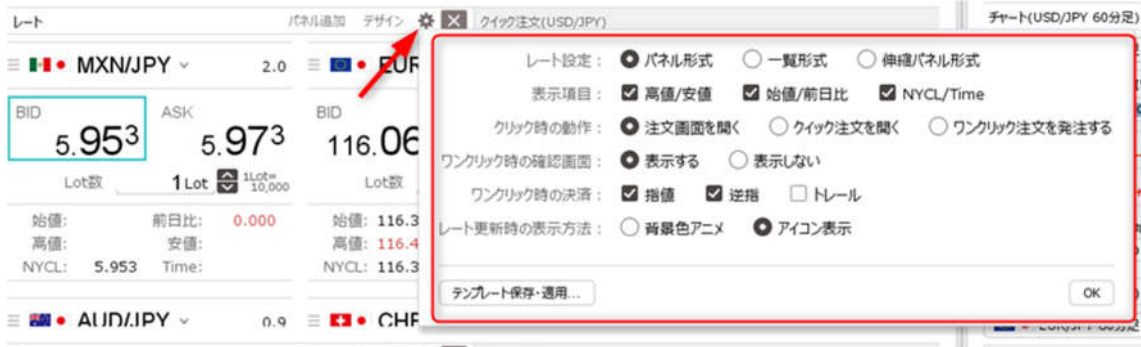 レート パネル追加 デザイン クイック注文(USD/JPY) チャート(USD/JPY 60分足)
MXN/JPY 2.0 EUR
BID ASK BID
5.953 5.973 116.06
Lot数 1 Lot 1Lot=10,000 Lot数
始値: 前日比: 0.000 始値: 116.3
高値: 安値: 高値: 116.4
NYCL: 5.953 Time: NYCL: 116.3
AUD/JPY 0.9 CHF
レート設定: パネル形式 一覧形式 伸縮パネル形式
表示項目: 高値/安値 始値/前日比 NYCL/Time
クリック時の動作: 注文画面を開く クイック注文を開く ワンクリック注文を発注する
ワンクリック時の確認画面: 表示する 表示しない
ワンクリック時の決済: 指値 逆指 トレール
レート更新時の表示方法: 背景色アニメ アイコン表示
テンプレート保存・適用... OK